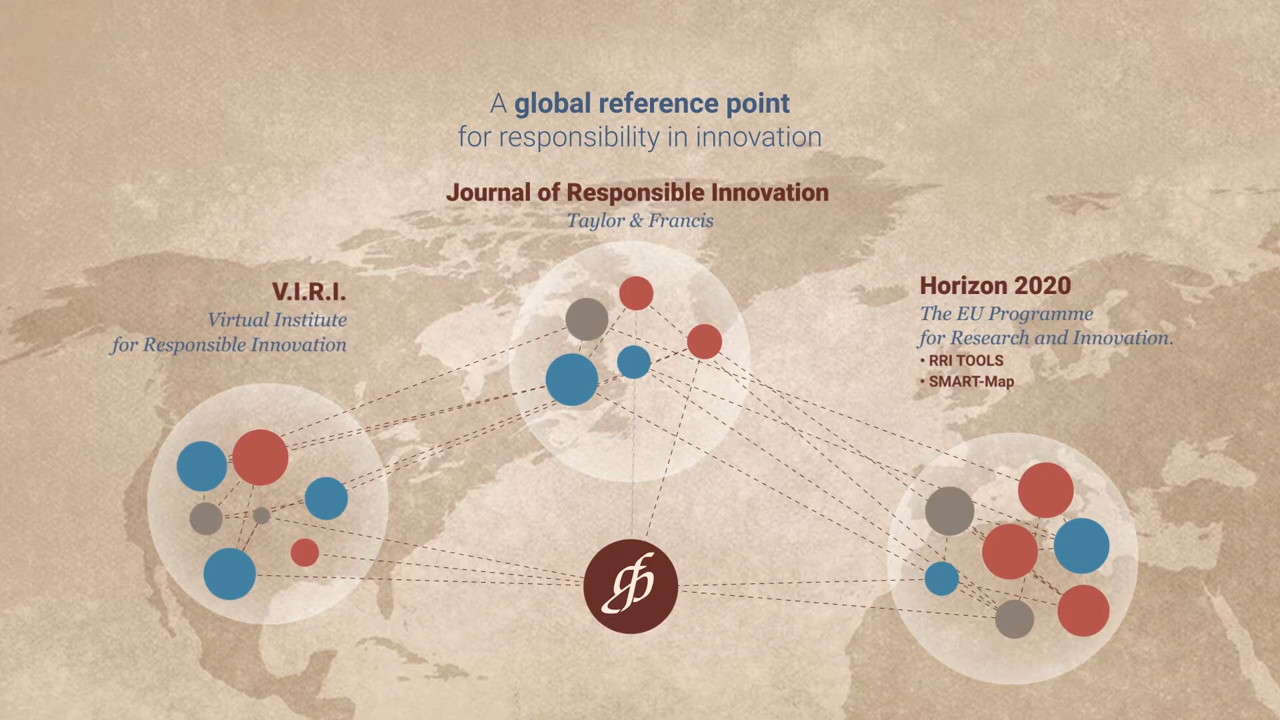 A global reference point
for responsibility in innovation
Journal of Responsible Innovation
Taylor & Francis
V.I.R.I.
Virtual Institute
for Responsible Innovation
Horizon 2020
The EU Programme
for Research and Innovation.
• RRI TOOLS
• SMART-Map